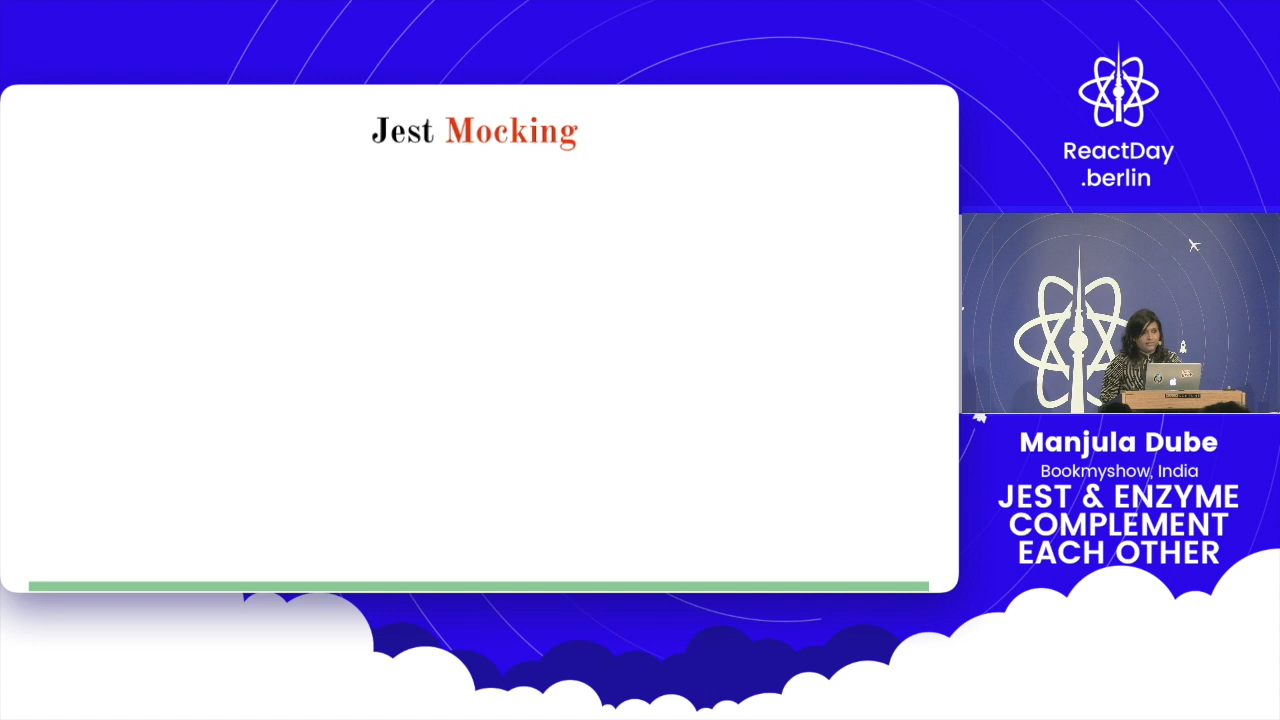 Jest Mocking
ReactDay
.berlin
Manjula Dube
Bookmyshow, India
JEST & ENZYME
COMPLEMENT
EACH OTHER